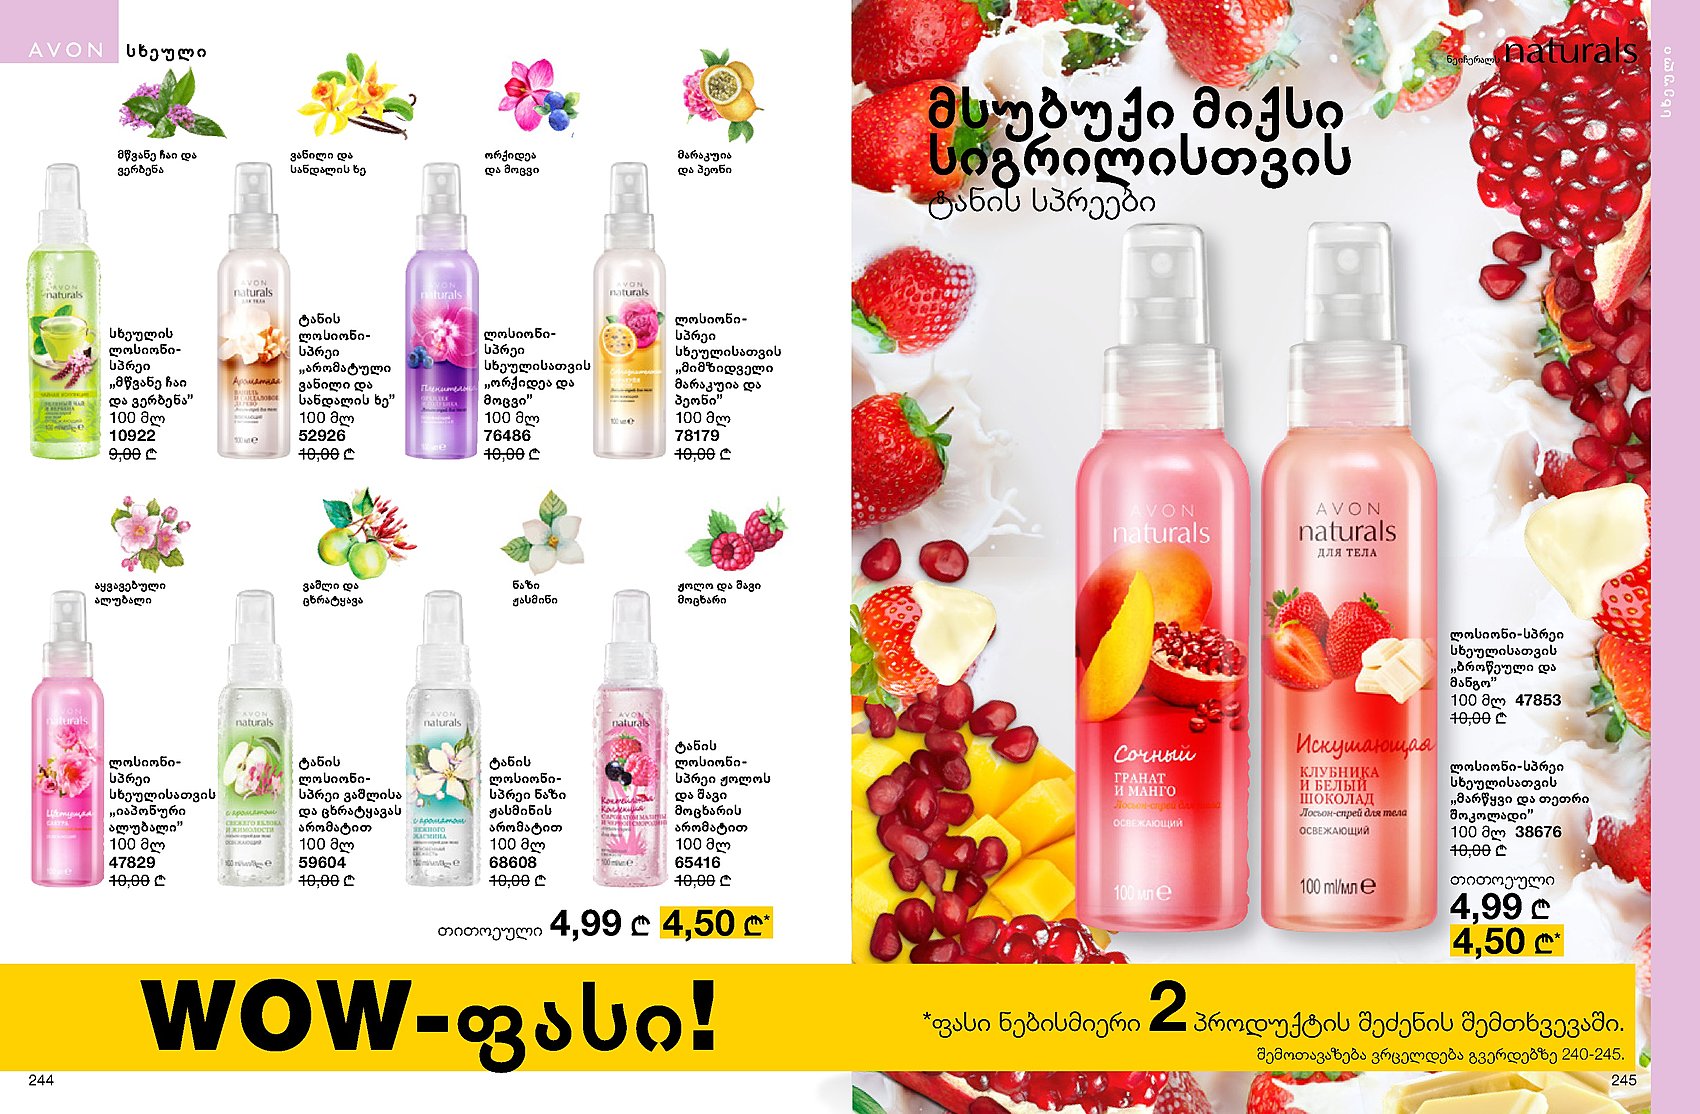 AVON
სხეული
მწვანე ჩაი და
ვერბენა
ვანილი და
სანდალის ხე
ორქიდეა
და მოცვი
მარაკუია
და პეონი
სხეულის
ლოსიონი-
სპრეი
„მწვანე ჩაი
და ვერბენა”
100 მლ
10922
9,00 ₾
ტანის
ლოსიონი-
სპრეი
„არომატული
ვანილი და
სანდალის ხე”
100 მლ
52926
10,00 ₾
ლოსიონი-
სპრეი
სხეულისათვის
„ორქიდეა და
მოცვი”
100 მლ
76486
10,00 ₾
ლოსიონი-
სპრეი
სხეულისათვის
„მიმზიდველი
მარაკუია და
პეონი”
100 მლ
78179
10,00 ₾
აყვავებული
ალუბალი
ვაშლი და
ცხრატყავა
ნაზი
ჟასმინი
ჟოლო და შავი
მოცხარი
ლოსიონი-
სპრეი
სხეულისათვის
„იაპონური
ალუბალი”
100 მლ
47829
10,00 ₾
ტანის
ლოსიონი-
სპრეი ვაშლისა
და ცხრატყავას
არომატით
100 მლ
59604
10,00 ₾
ტანის
ლოსიონი-
სპრეი ნაზი
ჟასმინის
არომატით
100 მლ
68608
10,00 ₾
ტანის
ლოსიონი-
სპრეი ჟოლოს
და შავი
მოცხარის
არომატით
100 მლ
65416
10,00 ₾
თითოეული 4,99 ₾ 4,50 ₾*
WOW-ფასი!
244
ნეიჩერალს naturals
სხეული
მსუბუქი მიქსი
სიგრილისთვის
ტანის სპრეები
AVON
naturals
Сочный
ГРАНАТ
И МАНГО
Лосьон-спрей для тела
ОСВЕЖАЮЩИЙ
100 мл e
AVON
naturals
ДЛЯ ТЕЛА
Искушающая
КЛУБНИКА
И БЕЛЫЙ
ШОКОЛАД
Лосьон-спрей для тела
ОСВЕЖАЮЩИЙ
100 ml/мл e
ლოსიონი-სპრეი
სხეულისათვის
„ბროწეული და
მანგო”
100 მლ 47853
10,00 ₾
ლოსიონი-სპრეი
სხეულისათვის
„მარწყვი და თეთრი
შოკოლადი”
100 მლ 38676
10,00 ₾
თითოეული
4,99 ₾
4,50 ₾*
*ფასი ნებისმიერი 2 პროდუქტის შეძენის შემთხვევაში.
შემოთავაზება ვრცელდება გვერდებზე 240-245.
245